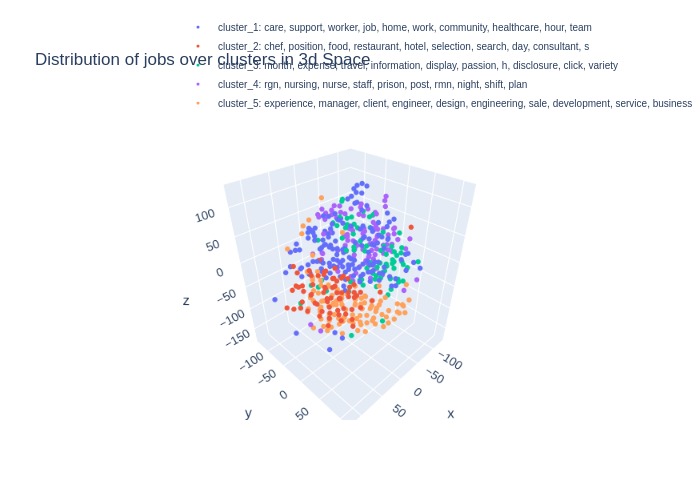 cluster_1: care, support, worker, job, home, work, community, healthcare, hour, team
cluster_2: chef, position, food, restaurant, hotel, selection, search, day, consultant, s
Distribution of jobs over clusters in 3d Space
cluster_3: month, expense, travel, information, display, passion, h, disclosure, click, variety
cluster_4: rgn, nursing, nurse, staff, prison, post, rmn, night, shift, plan
cluster_5: experience, manager, client, engineer, design, engineering, sale, development, service, business
100
50
0
−50
−100
−150
z
−100
−50
0
50
y
−100
−50
0
50
x